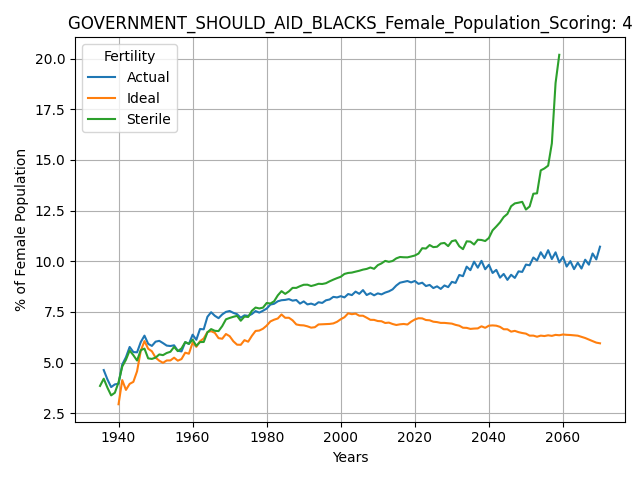 GOVERNMENT_SHOULD_AID_BLACKS_Female_Population_Scoring: 4
Fertility
Actual
Ideal
Sterile
% of Female Population
20.0
17.5
15.0
12.5
10.0
7.5
5.0
2.5
1940 1960 1980 2000 2020 2040 2060
Years